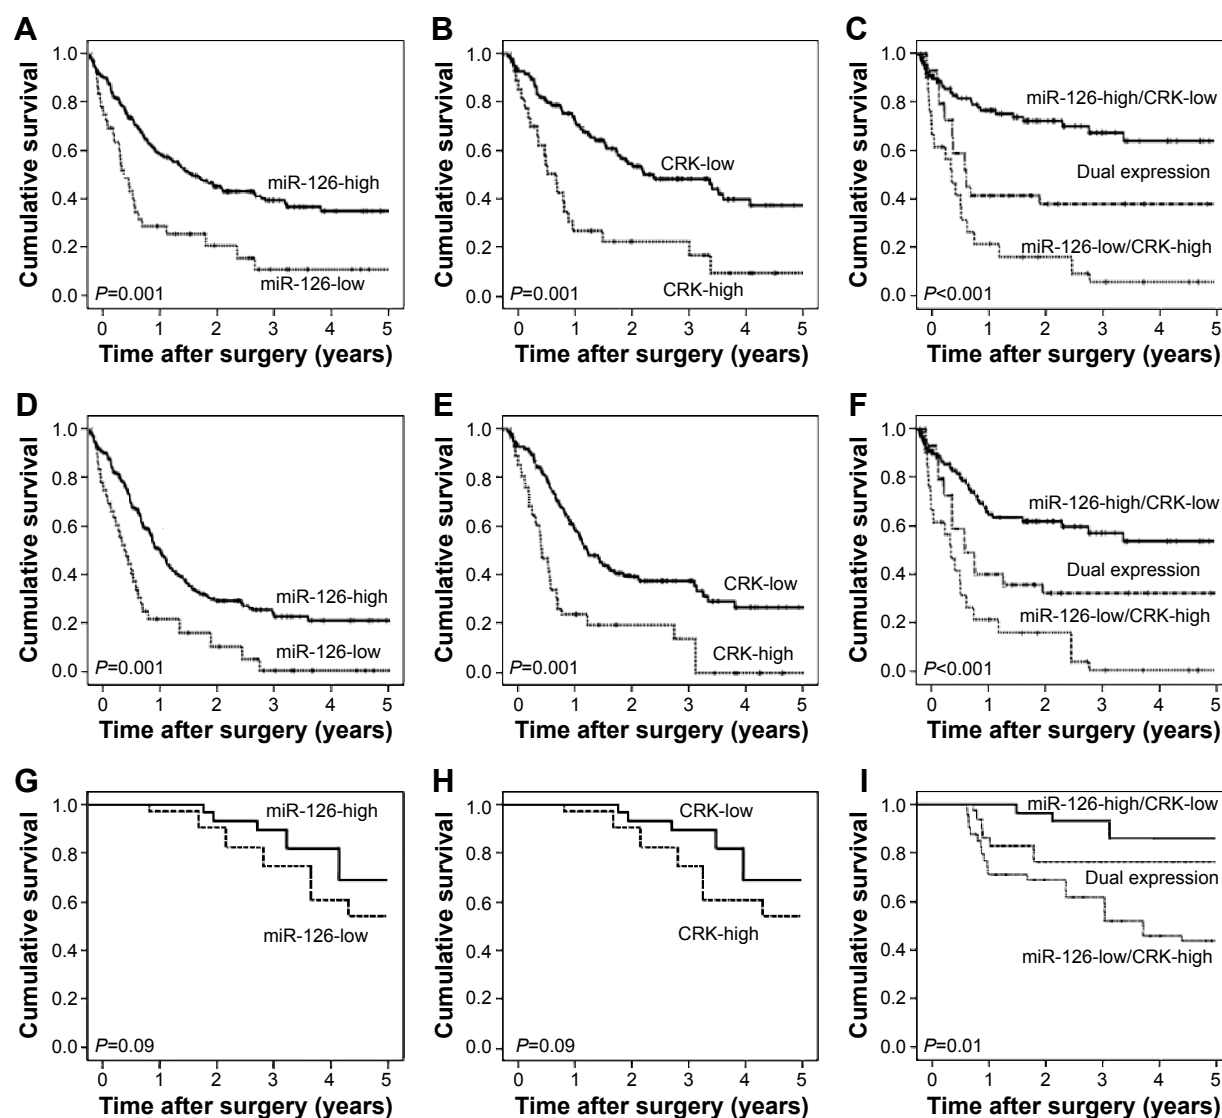 A
Cumulative survival
1.0
0.8
0.6
0.4
0.2
0.0
miR-126-high
miR-126-low
P=0.001
0 1 2 3 4 5
Time after surgery (years)
B
Cumulative survival
1.0
0.8
0.6
0.4
0.2
0.0
CRK-low
CRK-high
P=0.001
0 1 2 3 4 5
Time after surgery (years)
C
Cumulative survival
1.0
0.8
0.6
0.4
0.2
0.0
miR-126-high/CRK-low
Dual expression
miR-126-low/CRK-high
P<0.001
0 1 2 3 4 5
Time after surgery (years)
D
Cumulative survival
1.0
0.8
0.6
0.4
0.2
0.0
miR-126-high
miR-126-low
P=0.001
0 1 2 3 4 5
Time after surgery (years)
E
Cumulative survival
1.0
0.8
0.6
0.4
0.2
0.0
CRK-low
CRK-high
P=0.001
0 1 2 3 4 5
Time after surgery (years)
F
Cumulative survival
1.0
0.8
0.6
0.4
0.2
0.0
miR-126-high/CRK-low
Dual expression
miR-126-low/CRK-high
P<0.001
0 1 2 3 4 5
Time after surgery (years)
G
Cumulative survival
1.0
0.8
0.6
0.4
0.2
0.0
miR-126-high
miR-126-low
P=0.09
0 1 2 3 4 5
Time after surgery (years)
H
Cumulative survival
1.0
0.8
0.6
0.4
0.2
0.0
CRK-low
CRK-high
P=0.09
0 1 2 3 4 5
Time after surgery (years)
I
Cumulative survival
1.0
0.8
0.6
0.4
0.2
0.0
miR-126-high/CRK-low
Dual expression
miR-126-low/CRK-high
P=0.01
0 1 2 3 4 5
Time after surgery (years)